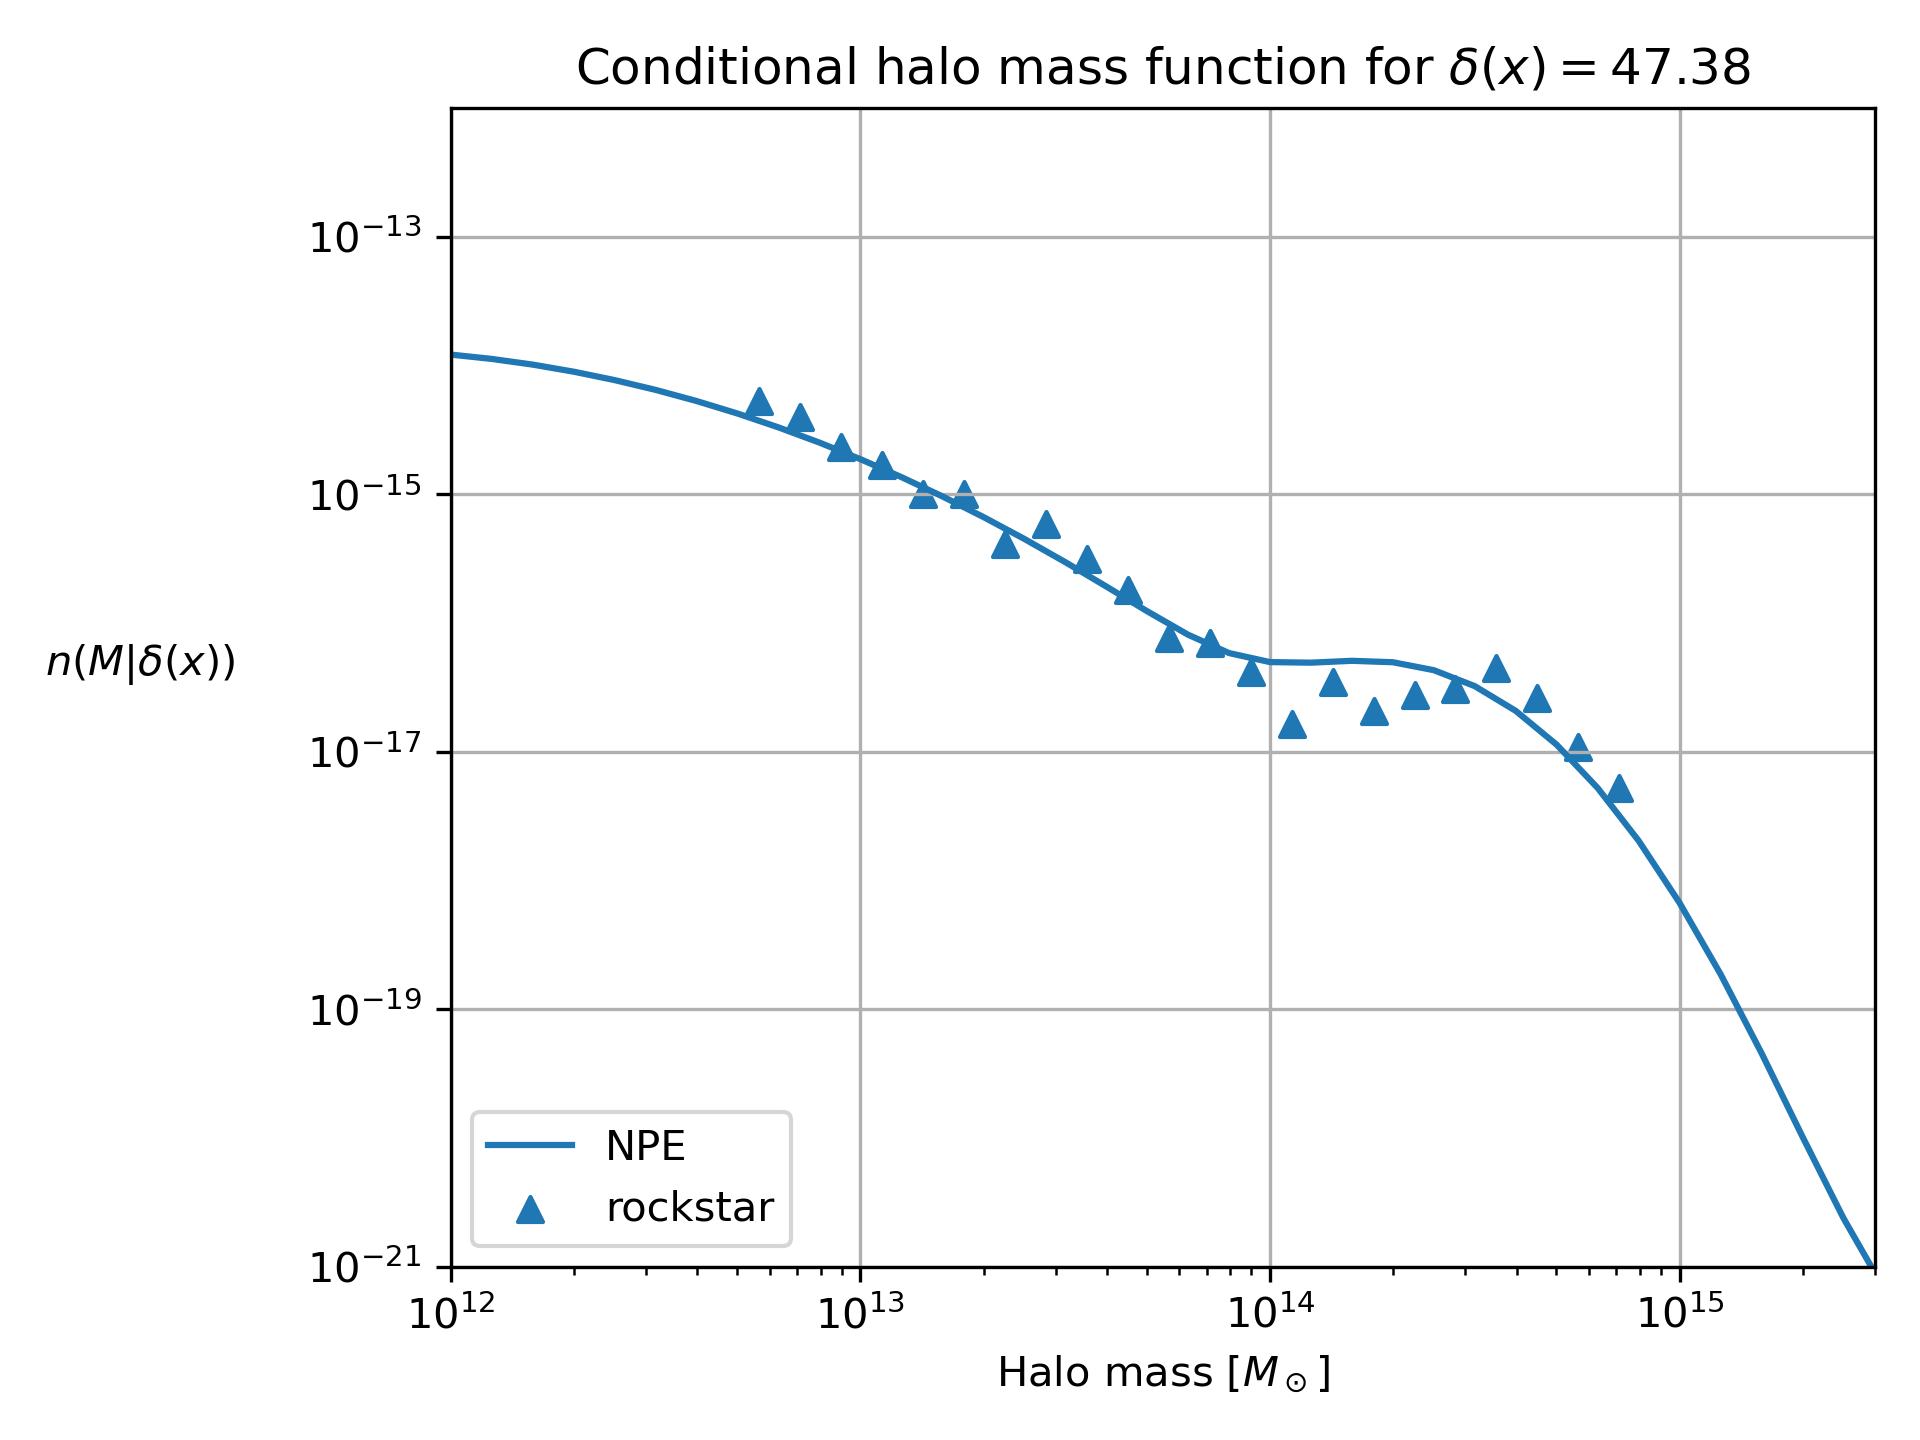 Conditional halo mass function for δ(x) = 47.38
n(M|δ(x))
10⁻¹³
10⁻¹⁵
10⁻¹⁷
10⁻¹⁹
10⁻²¹
NPE
rockstar
10¹² 10¹³ 10¹⁴ 10¹⁵
Halo mass [M⊙]